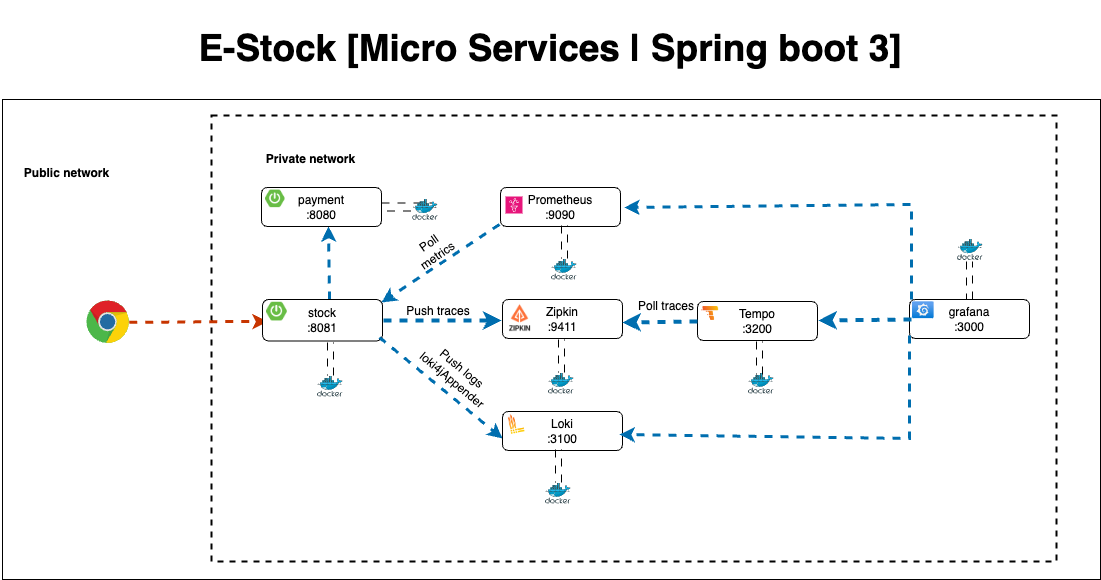 E-Stock [Micro Services | Spring boot 3]
Public network
Private network
payment
:8080
docker
Prometheus
:9090
docker
Poll
metrics
docker
stock
:8081
docker
Push traces
Zipkin
:9411
ZIPKIN
docker
Poll traces
Tempo
:3200
docker
grafana
:3000
Push logs
loki4jAppender
Loki
:3100
docker